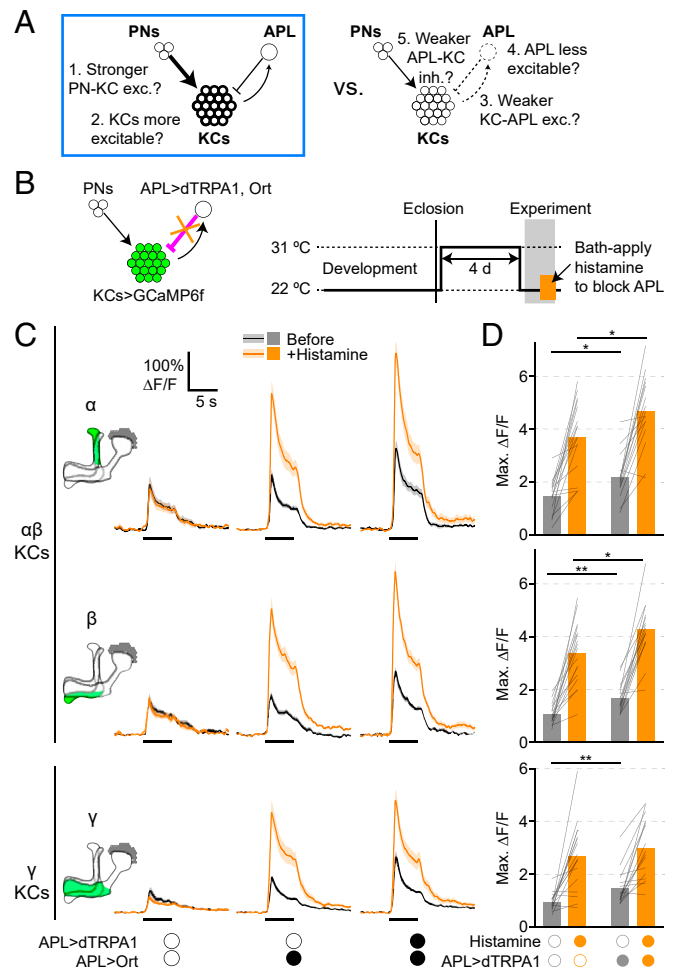 A
PNs
APL
1. Stronger
PN-KC exc.?
2. KCs more
excitable?
KCs
vs.
PNs
5. Weaker
APL-KC
inh.?
APL
4. APL less
excitable?
3. Weaker
KC-APL exc.?
KCs
B
PNs
APL>dTRPA1, Ort
KCs>GCaMP6f
Eclosion
Experiment
31 ºC
Development
4 d
22 ºC
Bath-apply
histamine
to block APL
C
100%
ΔF/F
5 s
Before
+Histamine
D
αβ
KCs
α
β
γ
KCs
γ
*
*
Max. ΔF/F
6
4
2
0
**
*
Max. ΔF/F
6
4
2
0
**
Max. ΔF/F
6
4
2
0
APL>dTRPA1
APL>Ort
Histamine
APL>dTRPA1